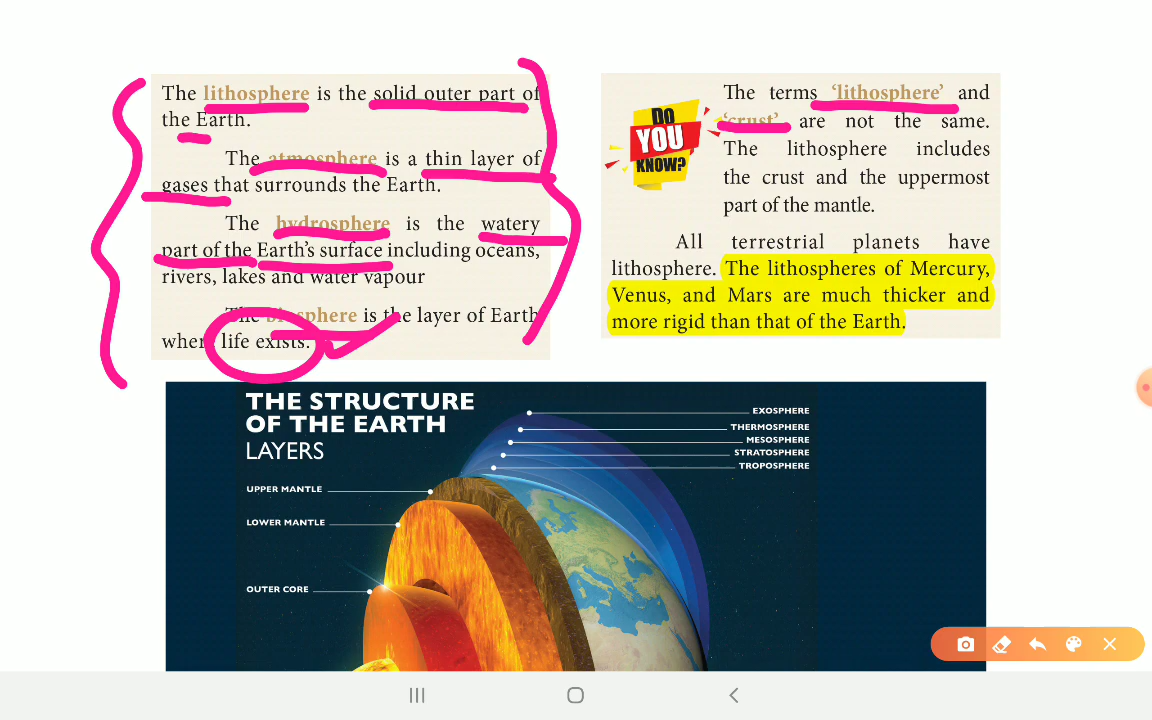 The lithosphere is the solid outer part of
the Earth.
The atmosphere is a thin layer of
gases that surrounds the Earth.
The hydrosphere is the watery
part of the Earth's surface including oceans,
rivers, lakes and water vapour
The biosphere is the layer of Earth
where life exists.
DO
YOU
KNOW?
The terms ‘lithosphere’ and
‘crust’ are not the same.
The lithosphere includes
the crust and the uppermost
part of the mantle.
All terrestrial planets have
lithosphere. The lithospheres of Mercury,
Venus, and Mars are much thicker and
more rigid than that of the Earth.
THE STRUCTURE
OF THE EARTH
LAYERS
EXOSPHERE
THERMOSPHERE
MESOSPHERE
STRATOSPHERE
TROPOSPHERE
UPPER MANTLE
LOWER MANTLE
OUTER CORE